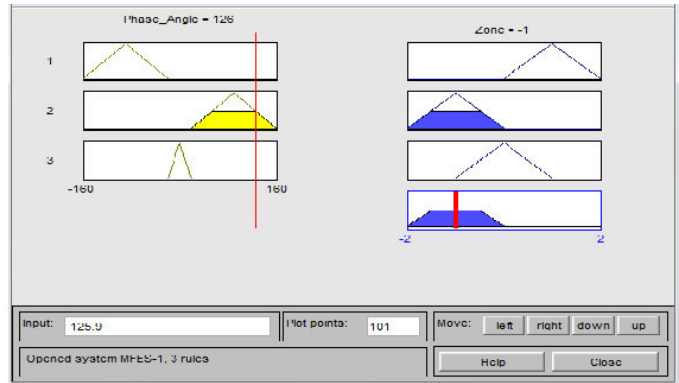 Phase_Angle = 126
Zone = -1
1
2
3
-160 160
-2 2
Input: 125.9 Plot points: 101 Move: left right down up
Opened system MFES-1, 3 rules Help Close